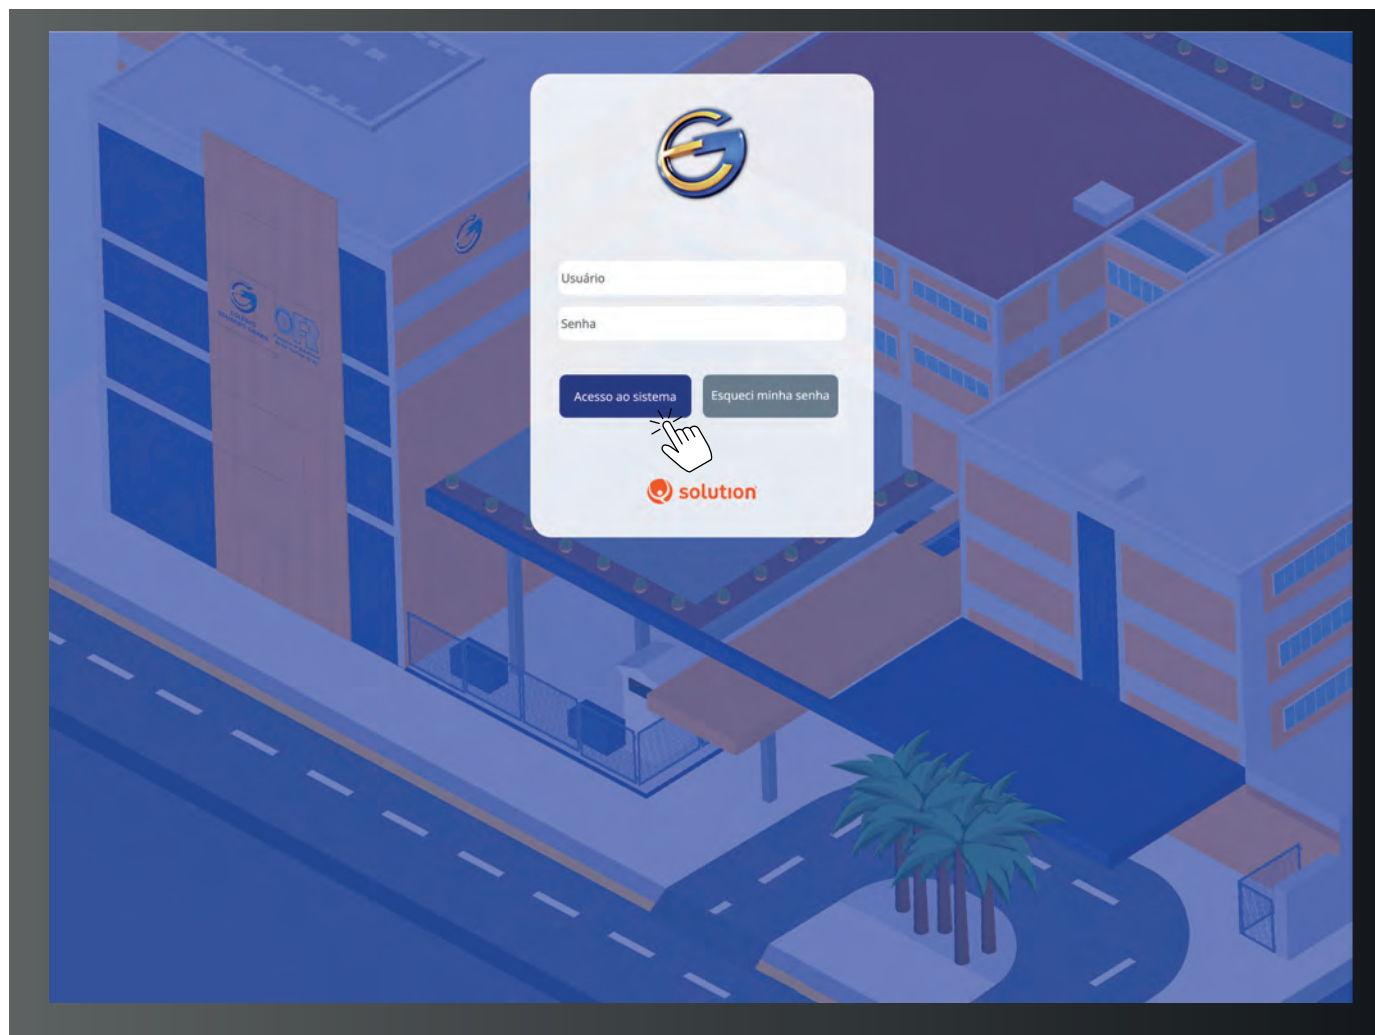 Usuário
Senha
Acesso ao sistema
Esqueci minha senha
solution